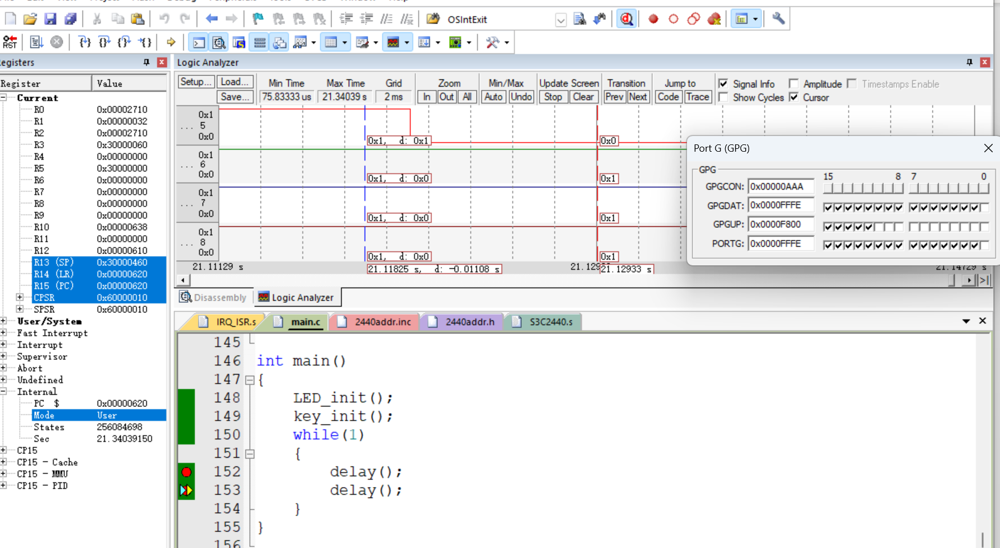 OSIntExit
RST
Registers
Register Value
Current
R0 0x00002710
R1 0x00000032
R2 0x00002710
R3 0x30000060
R4 0x00000000
R5 0x30000000
R6 0x00000000
R7 0x00000000
R8 0x00000000
R9 0x00000000
R10 0x00000638
R11 0x00000000
R12 0x00000610
R13 (SP) 0x30000460
R14 (LR) 0x00000620
R15 (PC) 0x00000620
CPSR 0x60000010
SPSR 0x60000010
User/System
Fast Interrupt
Interrupt
Supervisor
Abort
Undefined
Internal
PC $ 0x00000620
Mode User
States 256084698
Sec 21.34039150
CP15
CP15 - Cache
CP15 - MMU
CP15 - PID
Logic Analyzer
Setup... Load... Min Time Max Time Grid Zoom Min/Max Update Screen Transition Jump to Signal Info Amplitude Timestamps Enable
Save... 75.83333 us 21.34039 s 2 ms In Out All Auto Undo Stop Clear Prev Next Code Trace Show Cycles Cursor
0x1
... 5
0x0
0x1, d: 0x1 0x0
0x1
... 6
0x0
0x1, d: 0x0 0x1
0x1
... 7
0x0
0x1, d: 0x0 0x1
0x1
... 8
0x0
0x1, d: 0x0 0x1
21.11129 s 21.11825 s, d: -0.01108 s 21.129 21.12933 s 21.14729 s
Port G (GPG)
GPG
15 8 7 0
GPGCON: 0x00000AAA
GPGDAT: 0x0000FFFE
GPGUP: 0x0000F800
PORTG: 0x0000FFFE
Disassembly Logic Analyzer
IRQ_ISR.s main.c 2440addr.inc 2440addr.h S3C2440.s
145
146 int main()
147 {
148 LED_init();
149 key_init();
150 while(1)
151 {
152 delay();
153 delay();
154 }
155 }
156